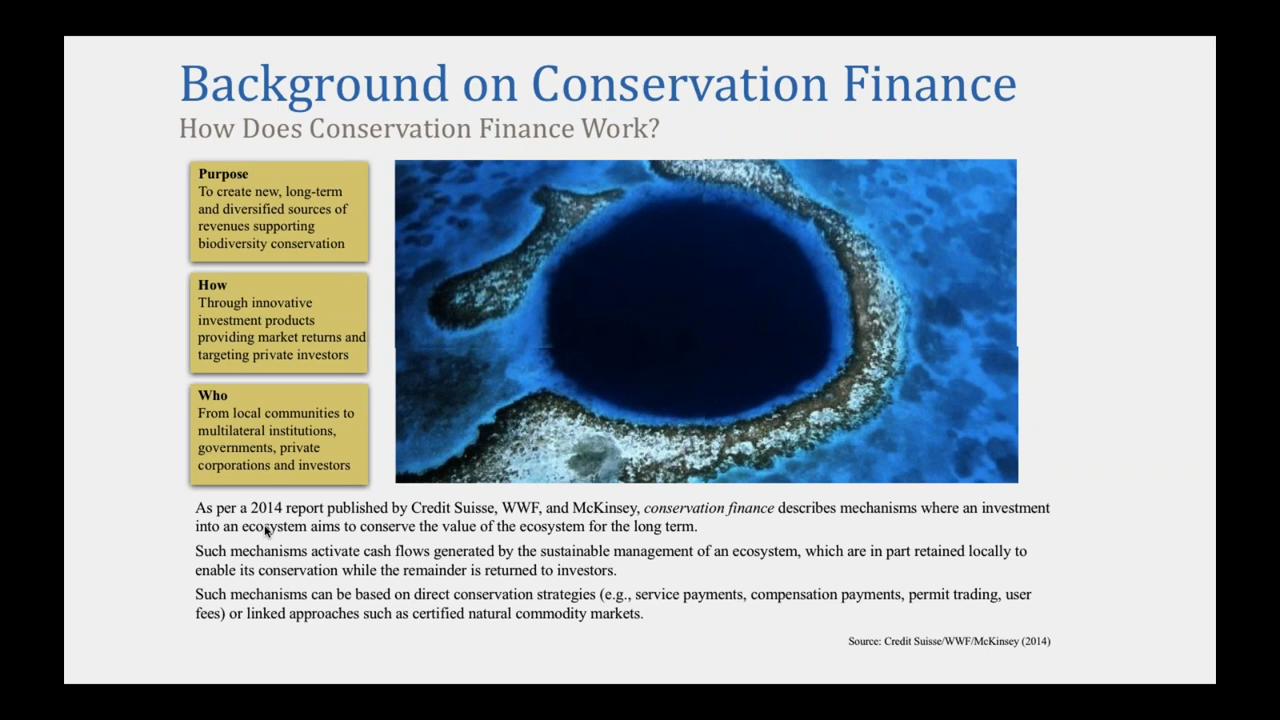 Background on Conservation Finance
How Does Conservation Finance Work?
Purpose
To create new, long-term
and diversified sources of
revenues supporting
biodiversity conservation
How
Through innovative
investment products
providing market returns and
targeting private investors
Who
From local communities to
multilateral institutions,
governments, private
corporations and investors
As per a 2014 report published by Credit Suisse, WWF, and McKinsey, conservation finance describes mechanisms where an investment
into an ecosystem aims to conserve the value of the ecosystem for the long term.
Such mechanisms activate cash flows generated by the sustainable management of an ecosystem, which are in part retained locally to
enable its conservation while the remainder is returned to investors.
Such mechanisms can be based on direct conservation strategies (e.g., service payments, compensation payments, permit trading, user
fees) or linked approaches such as certified natural commodity markets.
Source: Credit Suisse/WWF/McKinsey (2014)